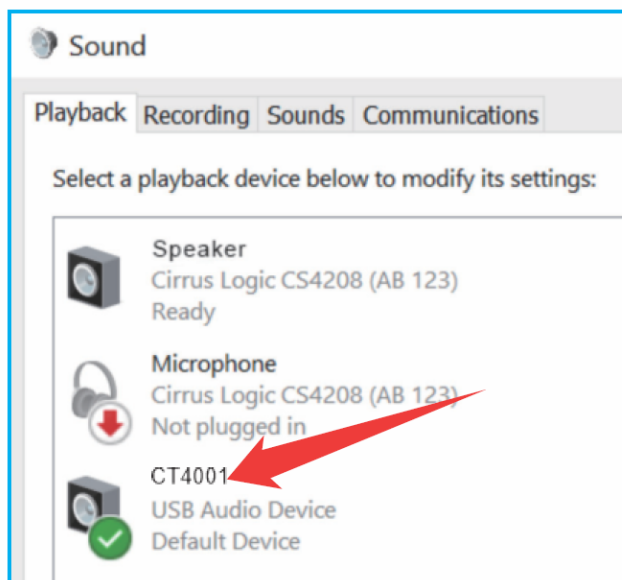 Sound
Playback Recording Sounds Communications
Select a playback device below to modify its settings:
Speaker
Cirrus Logic CS4208 (AB 123)
Ready
Microphone
Cirrus Logic CS4208 (AB 123)
Not plugged in
CT4001
USB Audio Device
Default Device